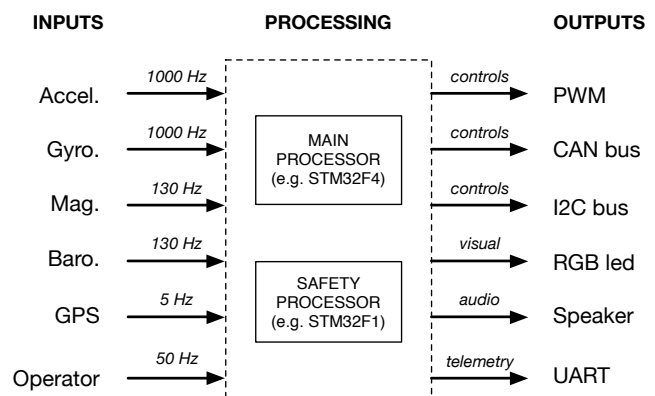 INPUTS PROCESSING OUTPUTS
Accel. 1000 Hz controls PWM
Gyro. 1000 Hz MAIN PROCESSOR (e.g. STM32F4) controls CAN bus
Mag. 130 Hz controls I2C bus
Baro. 130 Hz visual RGB led
GPS 5 Hz SAFETY PROCESSOR (e.g. STM32F1) audio Speaker
Operator 50 Hz telemetry UART